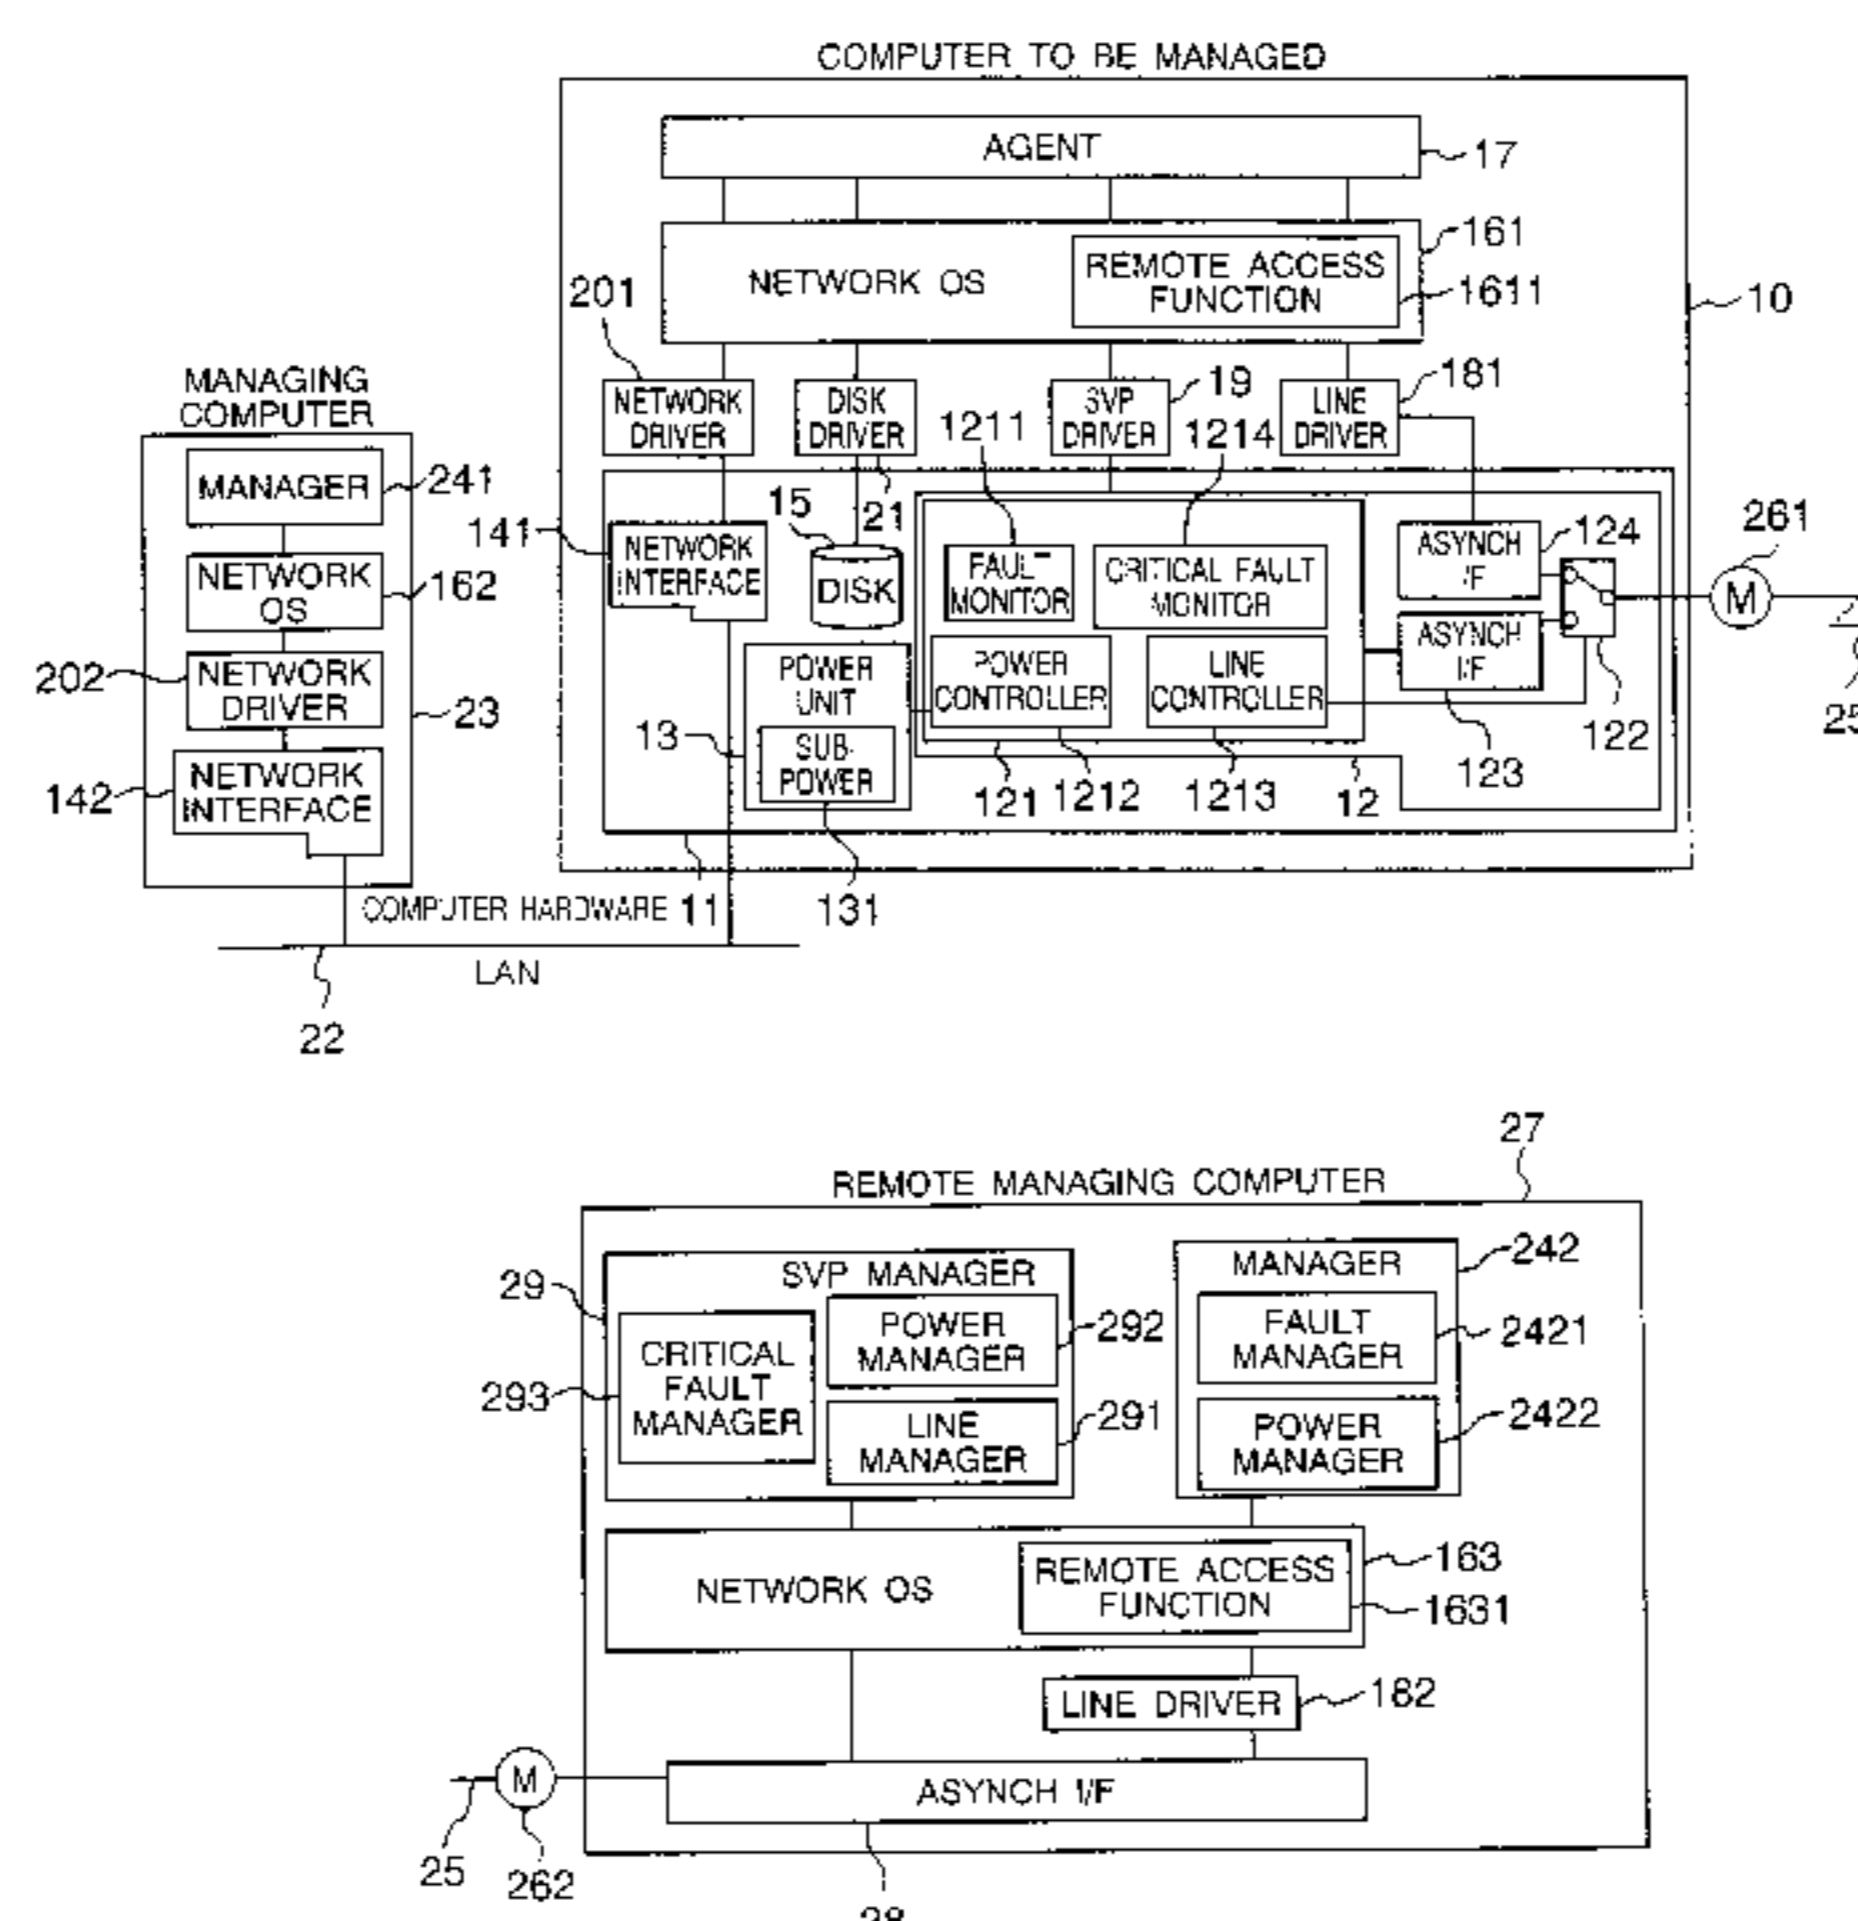 COMPUTER TO BE MANAGED
AGENT
17
161
NETWORK OS
REMOTE ACCESS
FUNCTION
1611
10
201
NETWORK
DRIVER
DISK
DRIVER
SVP
DRIVER
19
LINE
DRIVER
181
MANAGING
COMPUTER
MANAGER
241
NETWORK
OS
162
NETWORK
DRIVER
202
23
NETWORK
INTERFACE
142
141
NETWORK
INTERFACE
15
DISK
21
1211
1214
FAULT
MONITOR
CRITICAL FAULT
MONITOR
ASYNCH
I/F
124
261
M
ASYNCH
I/F
POWER
UNIT
POWER
CONTROLLER
LINE
CONTROLLER
13
SUB-
POWER
122
123
25
121
1212
1213
12
131
COMPUTER HARDWARE 11
LAN
22
27
REMOTE MANAGING COMPUTER
SVP MANAGER
29
CRITICAL
FAULT
MANAGER
293
POWER
MANAGER
292
LINE
MANAGER
291
MANAGER
242
FAULT
MANAGER
2421
POWER
MANAGER
2422
NETWORK OS
REMOTE ACCESS
FUNCTION
163
1631
LINE DRIVER
182
M
ASYNCH I/F
25
262